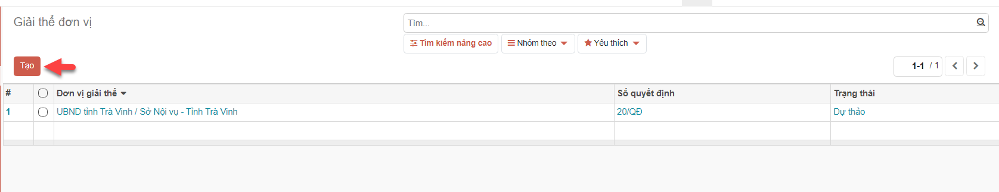 Giải thể đơn vị
Tìm...
Tìm kiếm nâng cao Nhóm theo Yêu thích
Tạo
1-1 / 1
# Đơn vị giải thể Số quyết định Trạng thái
1 UBND tỉnh Trà Vinh / Sở Nội vụ - Tỉnh Trà Vinh 20/QĐ Dự thảo